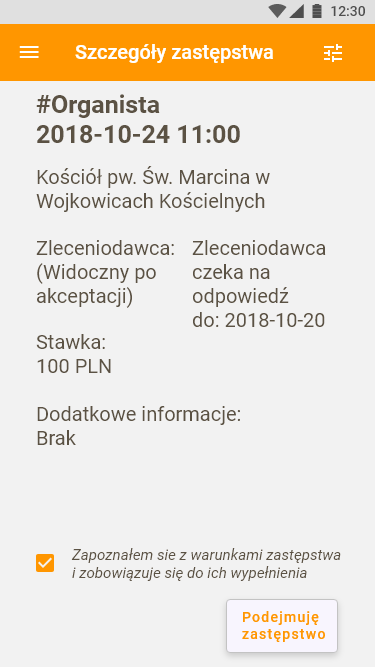 12:30
Szczegóły zastępstwa
#Organista
2018-10-24 11:00
Kościół pw. Św. Marcina w
Wojkowicach Kościelnych
Zleceniodawca:
(Widoczny po
akceptacji)
Zleceniodawca
czeka na
odpowiedź
do: 2018-10-20
Stawka:
100 PLN
Dodatkowe informacje:
Brak
Zapoznałem sie z warunkami zastępstwa
i zobowiązuje się do ich wypełnienia
Podejmuję
zastępstwo